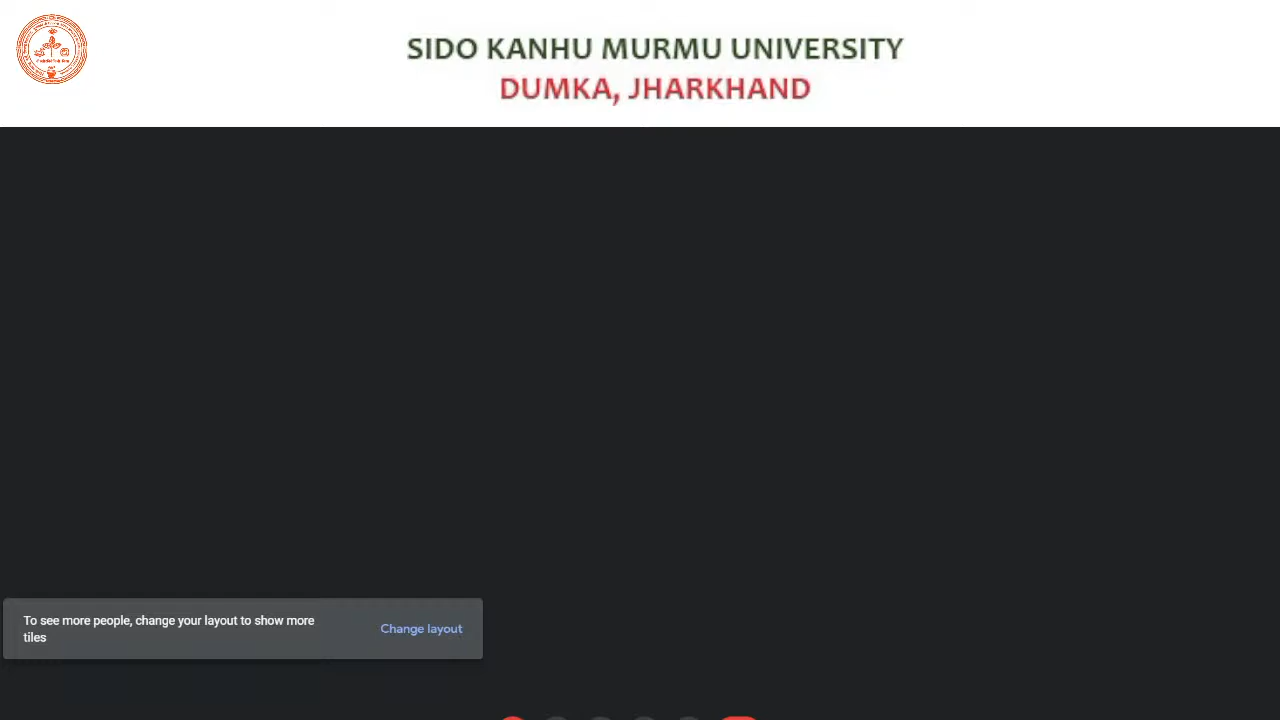 SIDO KANHU MURMU UNIVERSITY
DUMKA, JHARKHAND
To see more people, change your layout to show more
tiles
Change layout